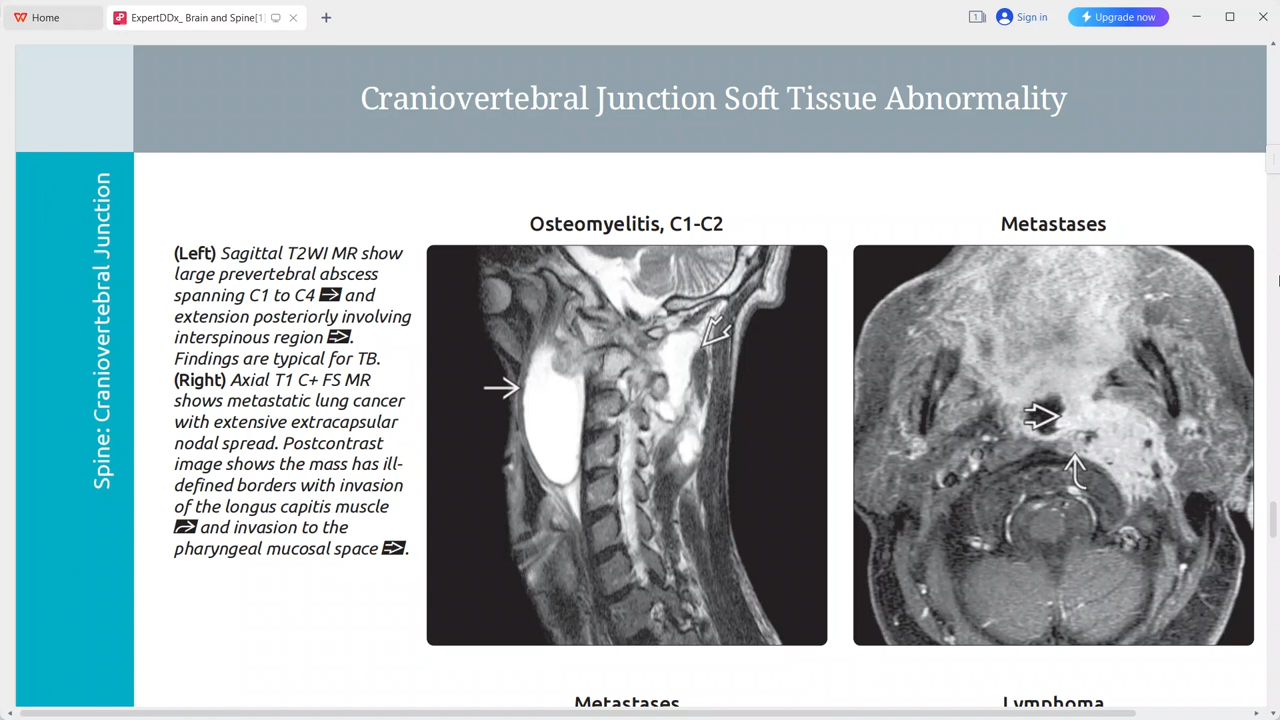 Home
ExpertDDx_ Brain and Spine[1]
1
Sign in
Upgrade now
Craniovertebral Junction Soft Tissue Abnormality
Spine: Craniovertebral Junction
(Left) Sagittal T2WI MR show
large prevertebral abscess
spanning C1 to C4 and
extension posteriorly involving
interspinous region .
Findings are typical for TB.
(Right) Axial T1 C+ FS MR
shows metastatic lung cancer
with extensive extracapsular
nodal spread. Postcontrast
image shows the mass has ill-
defined borders with invasion
of the longus capitis muscle
and invasion to the
pharyngeal mucosal space .
Osteomyelitis, C1-C2
Metastases
Metastases
Lymphoma